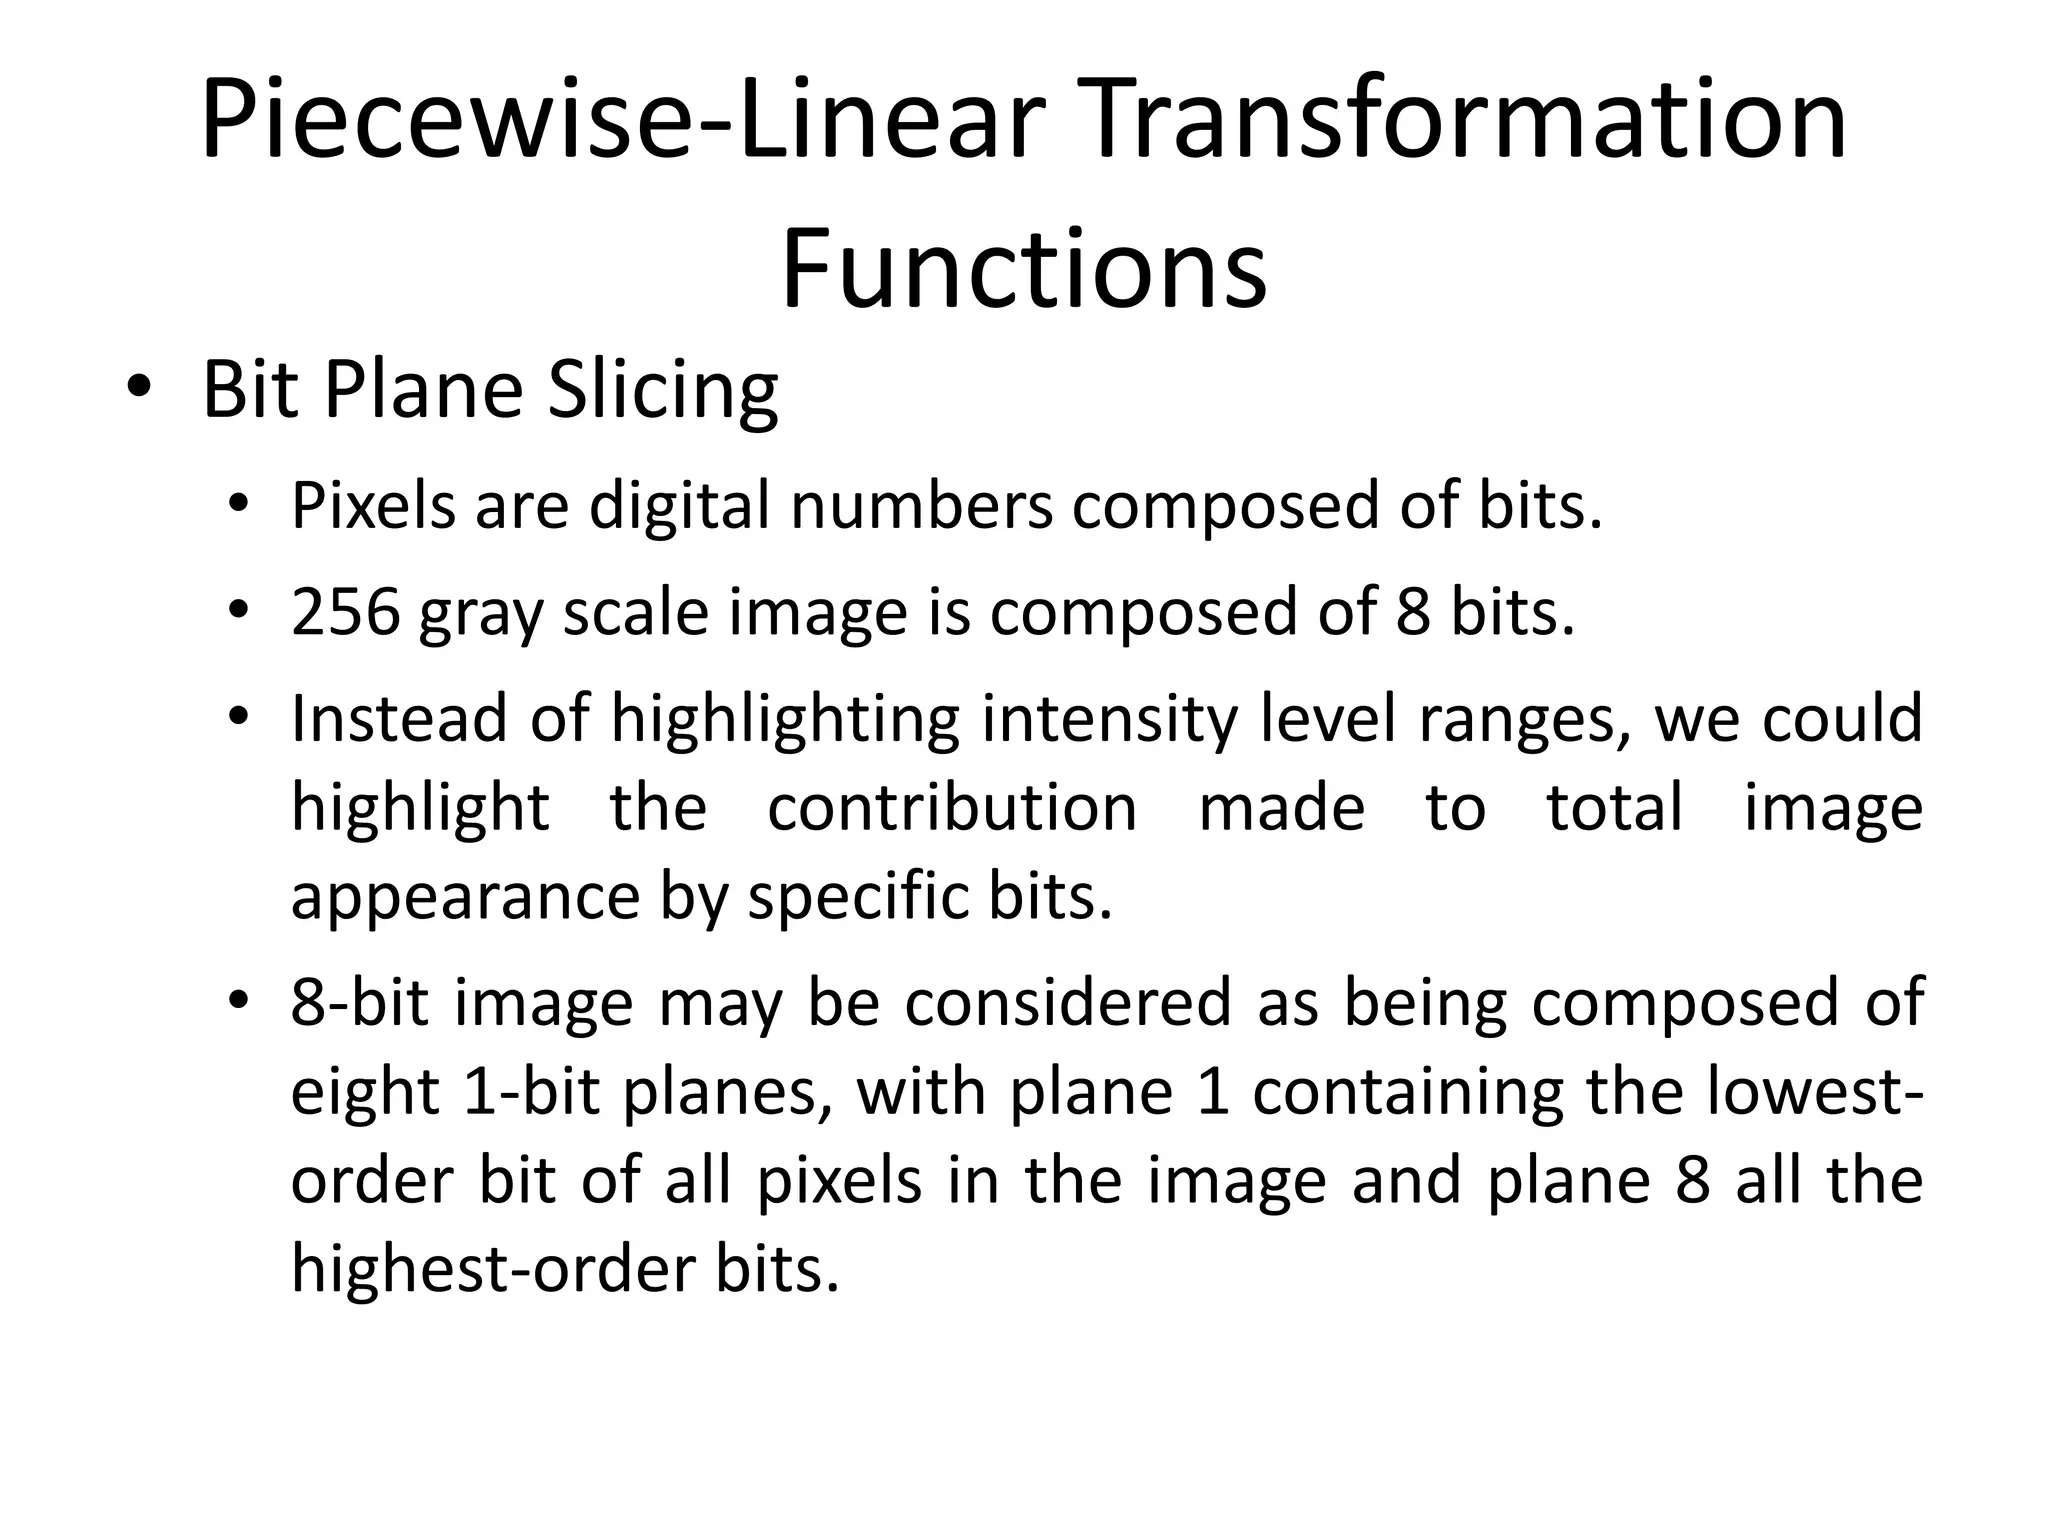 Piecewise-Linear Transformation
Functions
• Bit Plane Slicing
• Pixels are digital numbers composed of bits.
• 256 gray scale image is composed of 8 bits.
• Instead of highlighting intensity level ranges, we could
highlight the contribution made to total image
appearance by specific bits.
• 8-bit image may be considered as being composed of
eight 1-bit planes, with plane 1 containing the lowest-
order bit of all pixels in the image and plane 8 all the
highest-order bits.